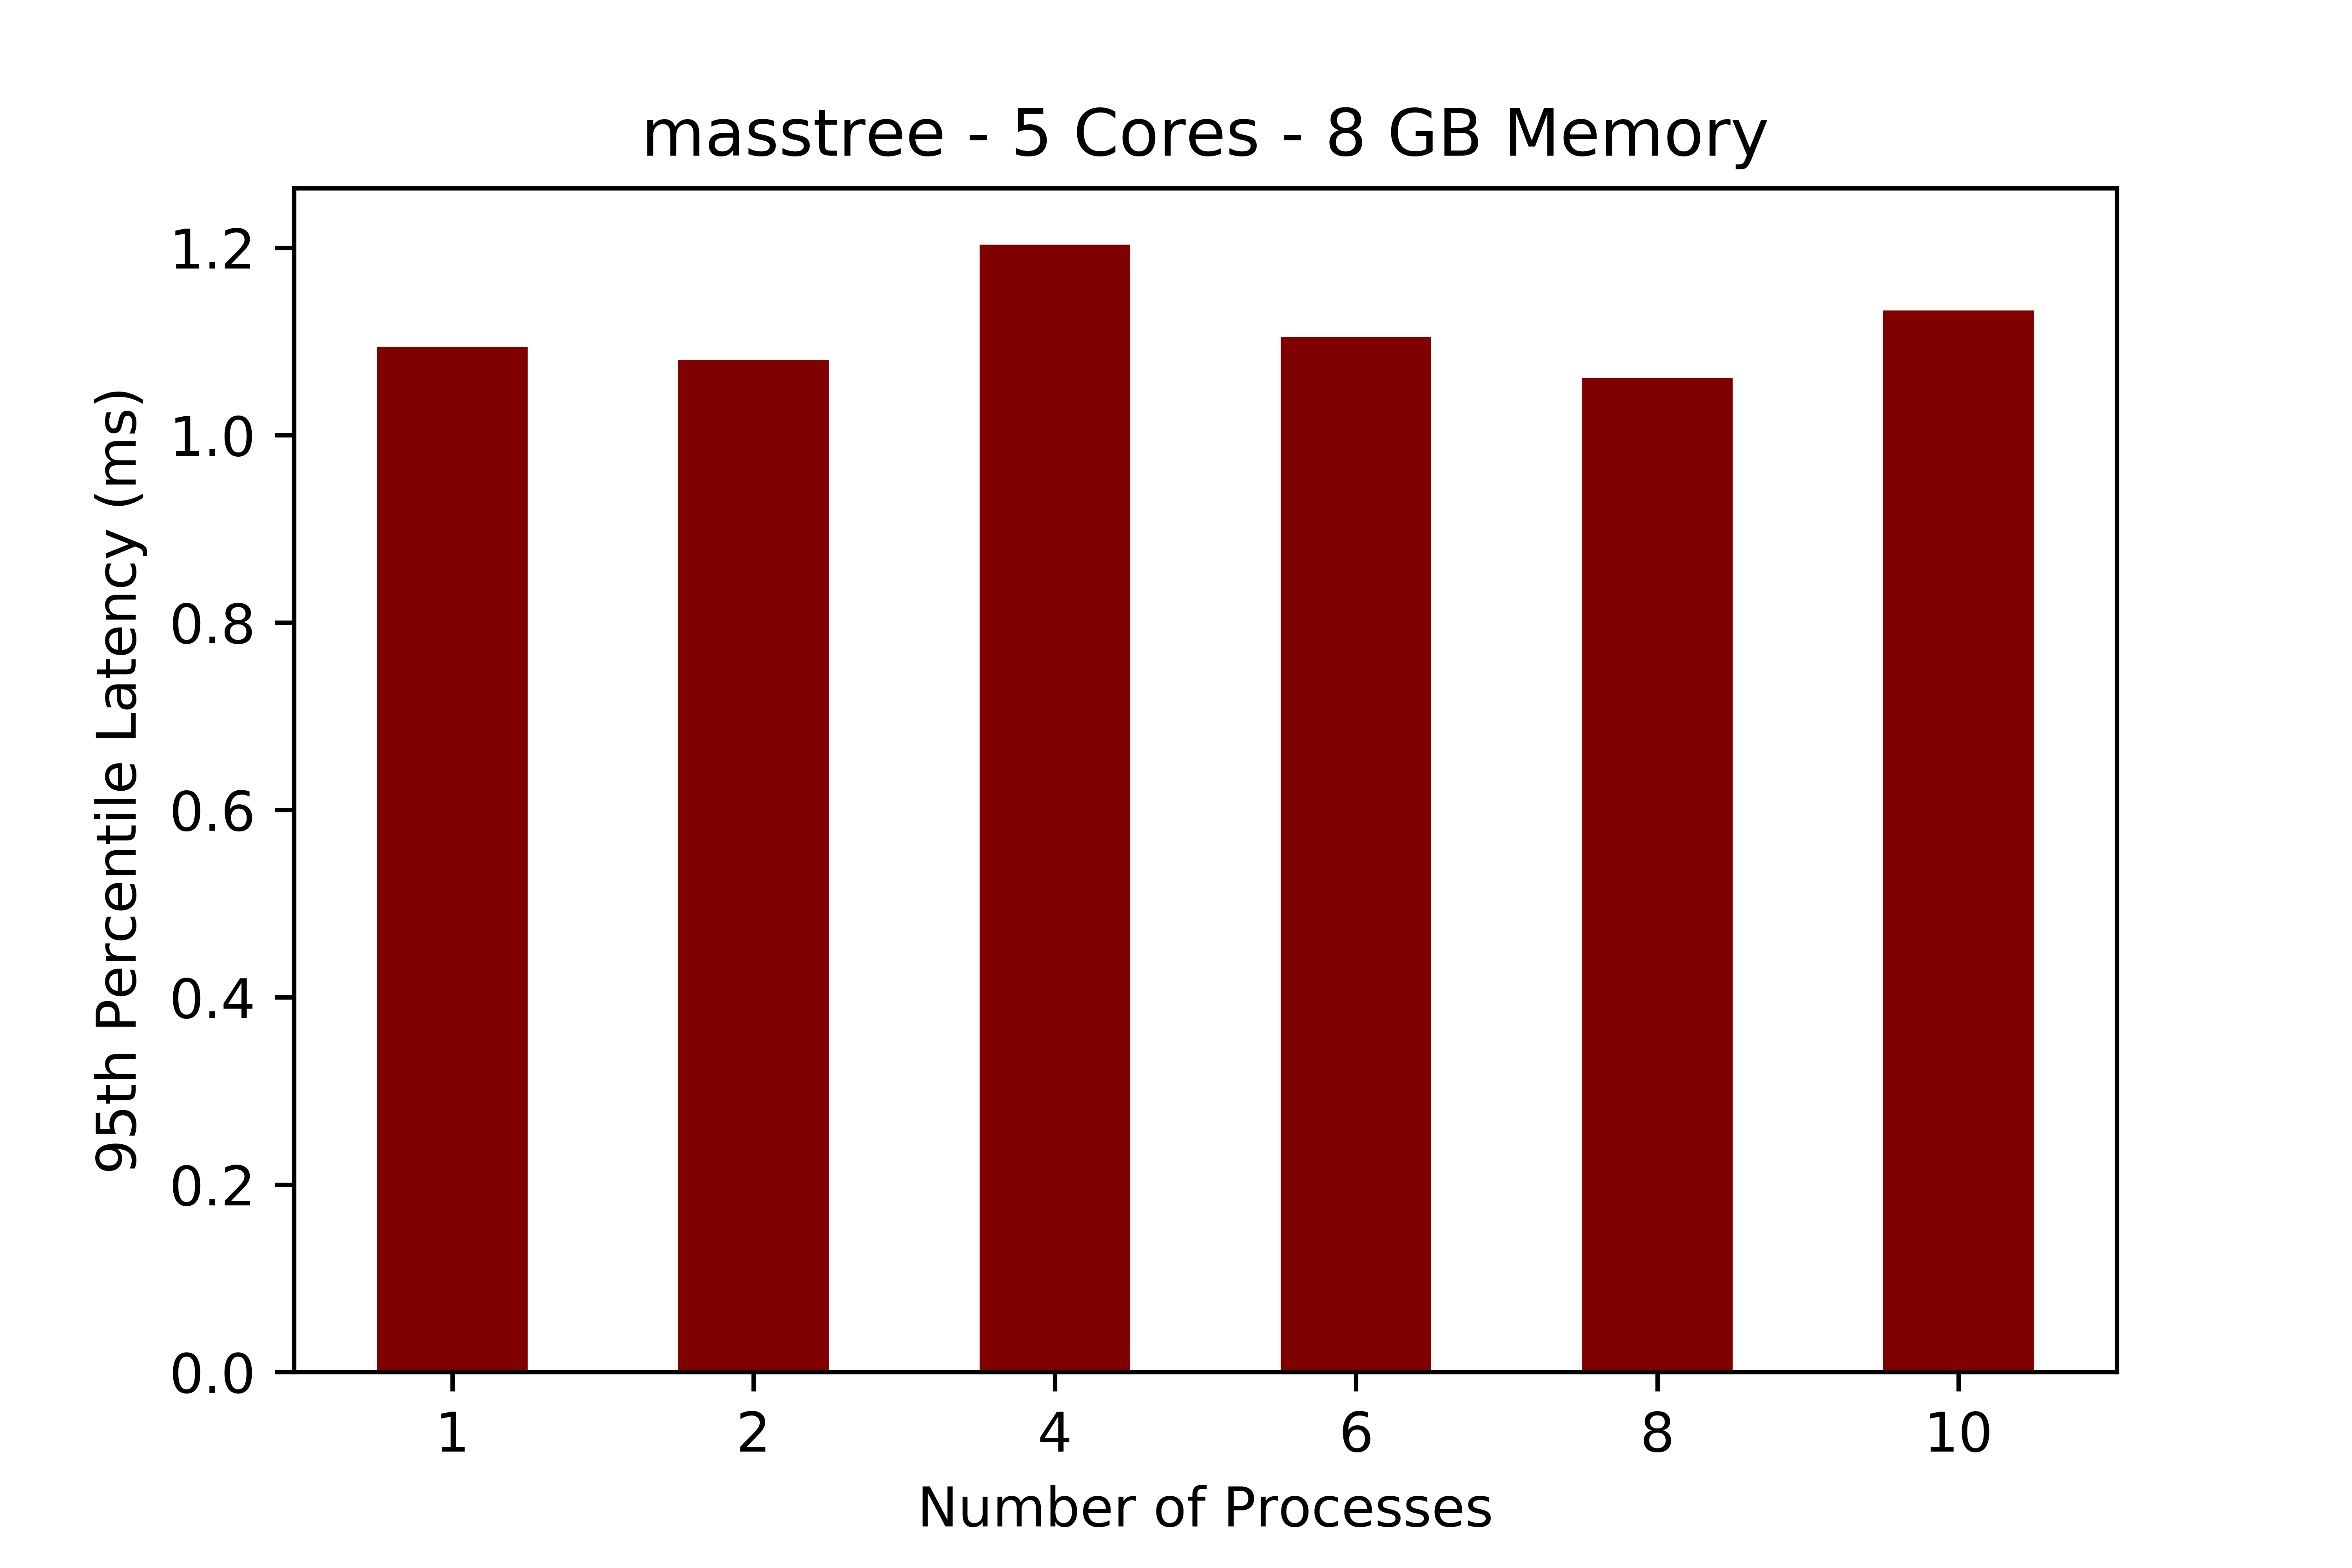 masstree - 5 Cores - 8 GB Memory
95th Percentile Latency (ms)
1.2
1.0
0.8
0.6
0.4
0.2
0.0
1 2 4 6 8 10
Number of Processes